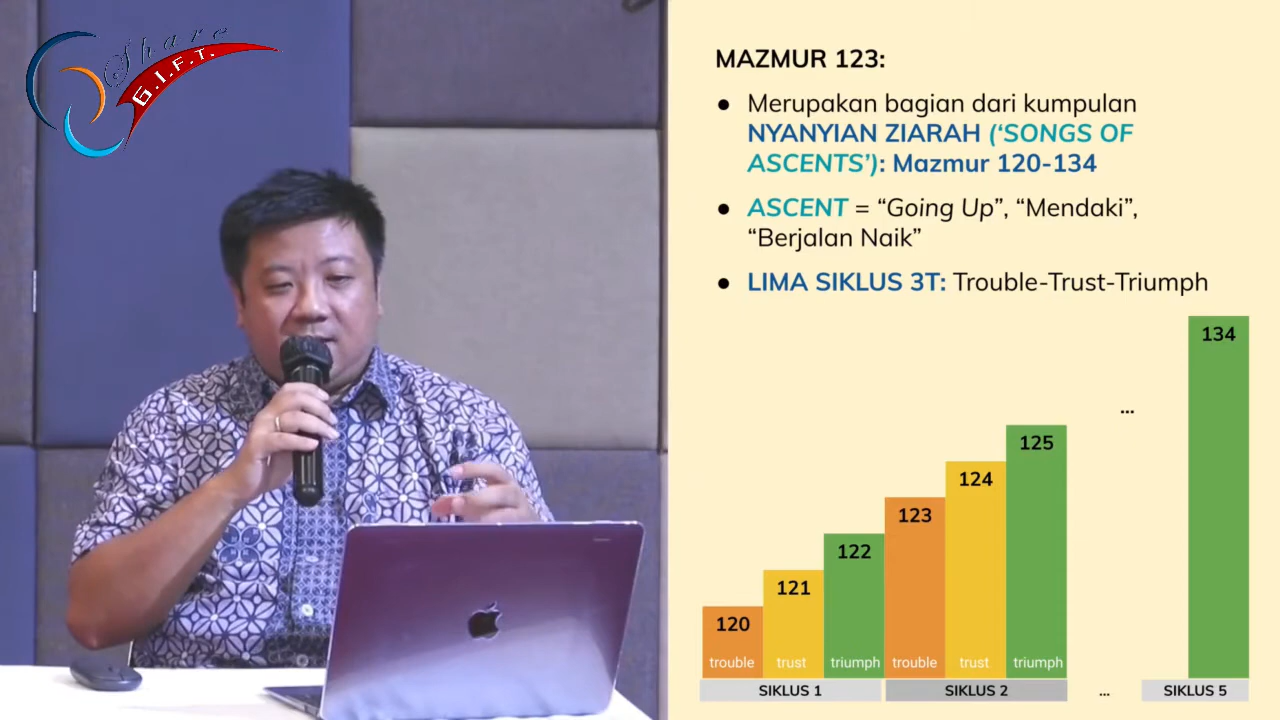 Share
G.I.F.T.
MAZMUR 123:
● Merupakan bagian dari kumpulan
NYANYIAN ZIARAH (‘SONGS OF
ASCENTS’): Mazmur 120-134
● ASCENT = “Going Up”, “Mendaki”,
“Berjalan Naik”
● LIMA SIKLUS 3T: Trouble-Trust-Triumph
134
...
125
124
123
122
121
120
trouble trust triumph trouble trust triumph
SIKLUS 1 SIKLUS 2 ... SIKLUS 5